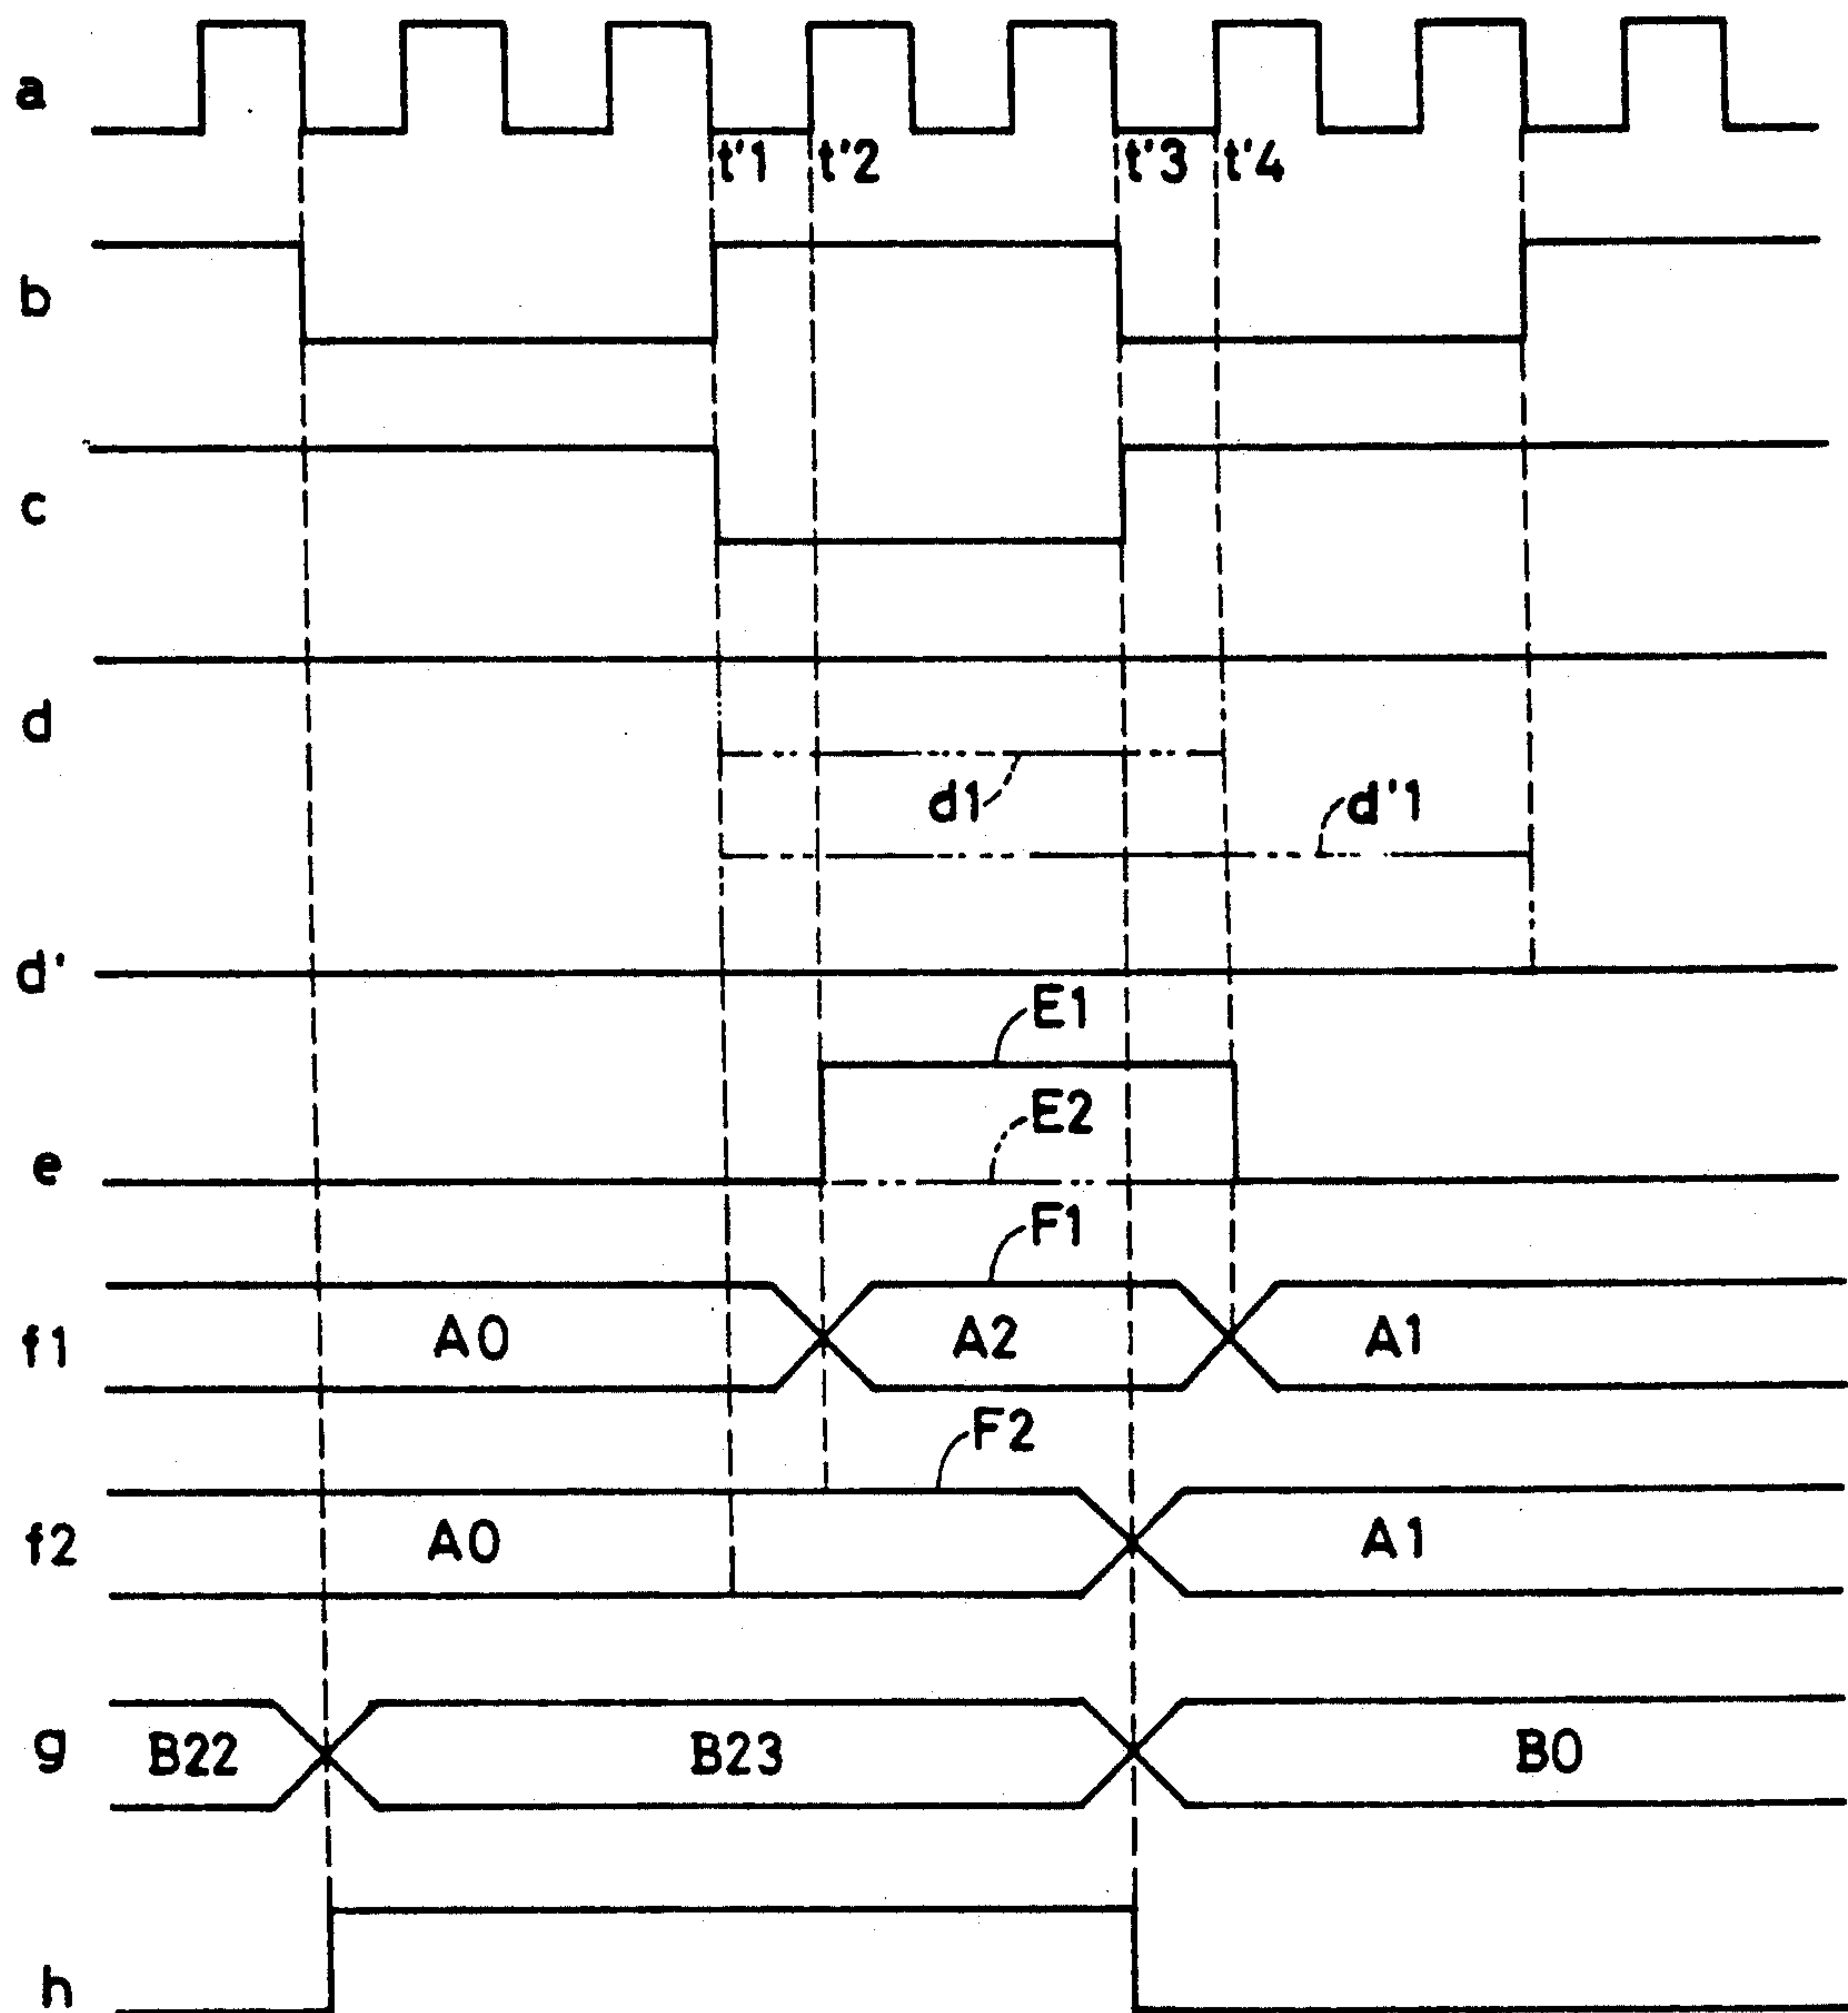 a
t'1 t'2 t'3 t'4
b
c
d
d1 d'1
d'
E1
E2
e
F1
f1 A0 A2 A1
F2
f2 A0 A1
g B22 B23 B0
h